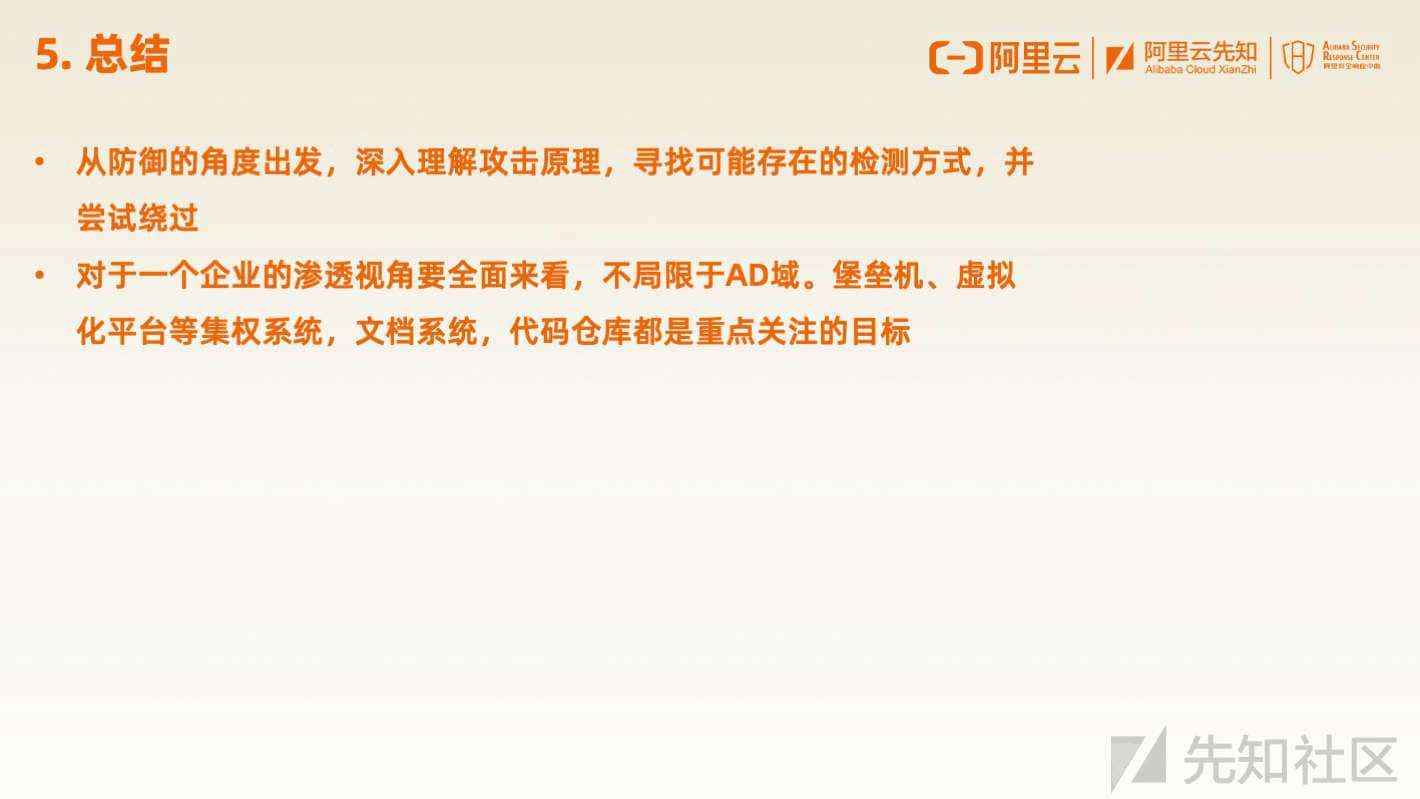 5. 总结
阿里云
阿里云先知
Alibaba Cloud XianZhi
ALIBABA SECURITY
RESPONSE CENTER
阿里安全响应中心
• 从防御的角度出发，深入理解攻击原理，寻找可能存在的检测方式，并
尝试绕过
• 对于一个企业的渗透视角要全面来看，不局限于AD域。堡垒机、虚拟
化平台等集权系统，文档系统，代码仓库都是重点关注的目标
先知社区